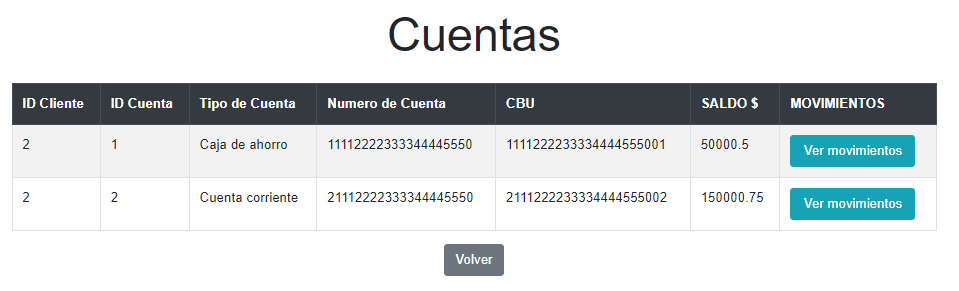 Cuentas
ID Cliente ID Cuenta Tipo de Cuenta Numero de Cuenta CBU SALDO $ MOVIMIENTOS
2 1 Caja de ahorro 11112222333344445550 1111222233334444555001 50000.5 Ver movimientos
2 2 Cuenta corriente 21112222333344445550 2111222233334444555002 150000.75 Ver movimientos
Volver